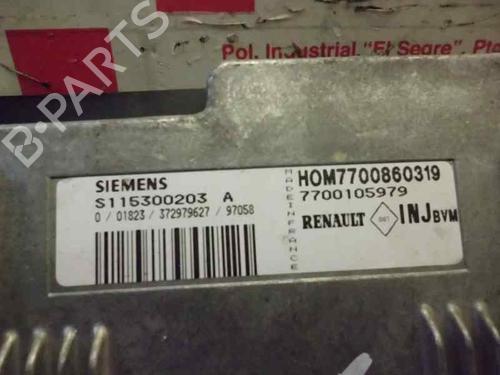 Pol. Industrial "El Segre", Pte
B-PARTS
SIEMENS
S115300203 A
0 / 01823 / 372979627 / 97058
MADE IN FRANCE
HOM7700860319
7700105979
RENAULT INJ BVM